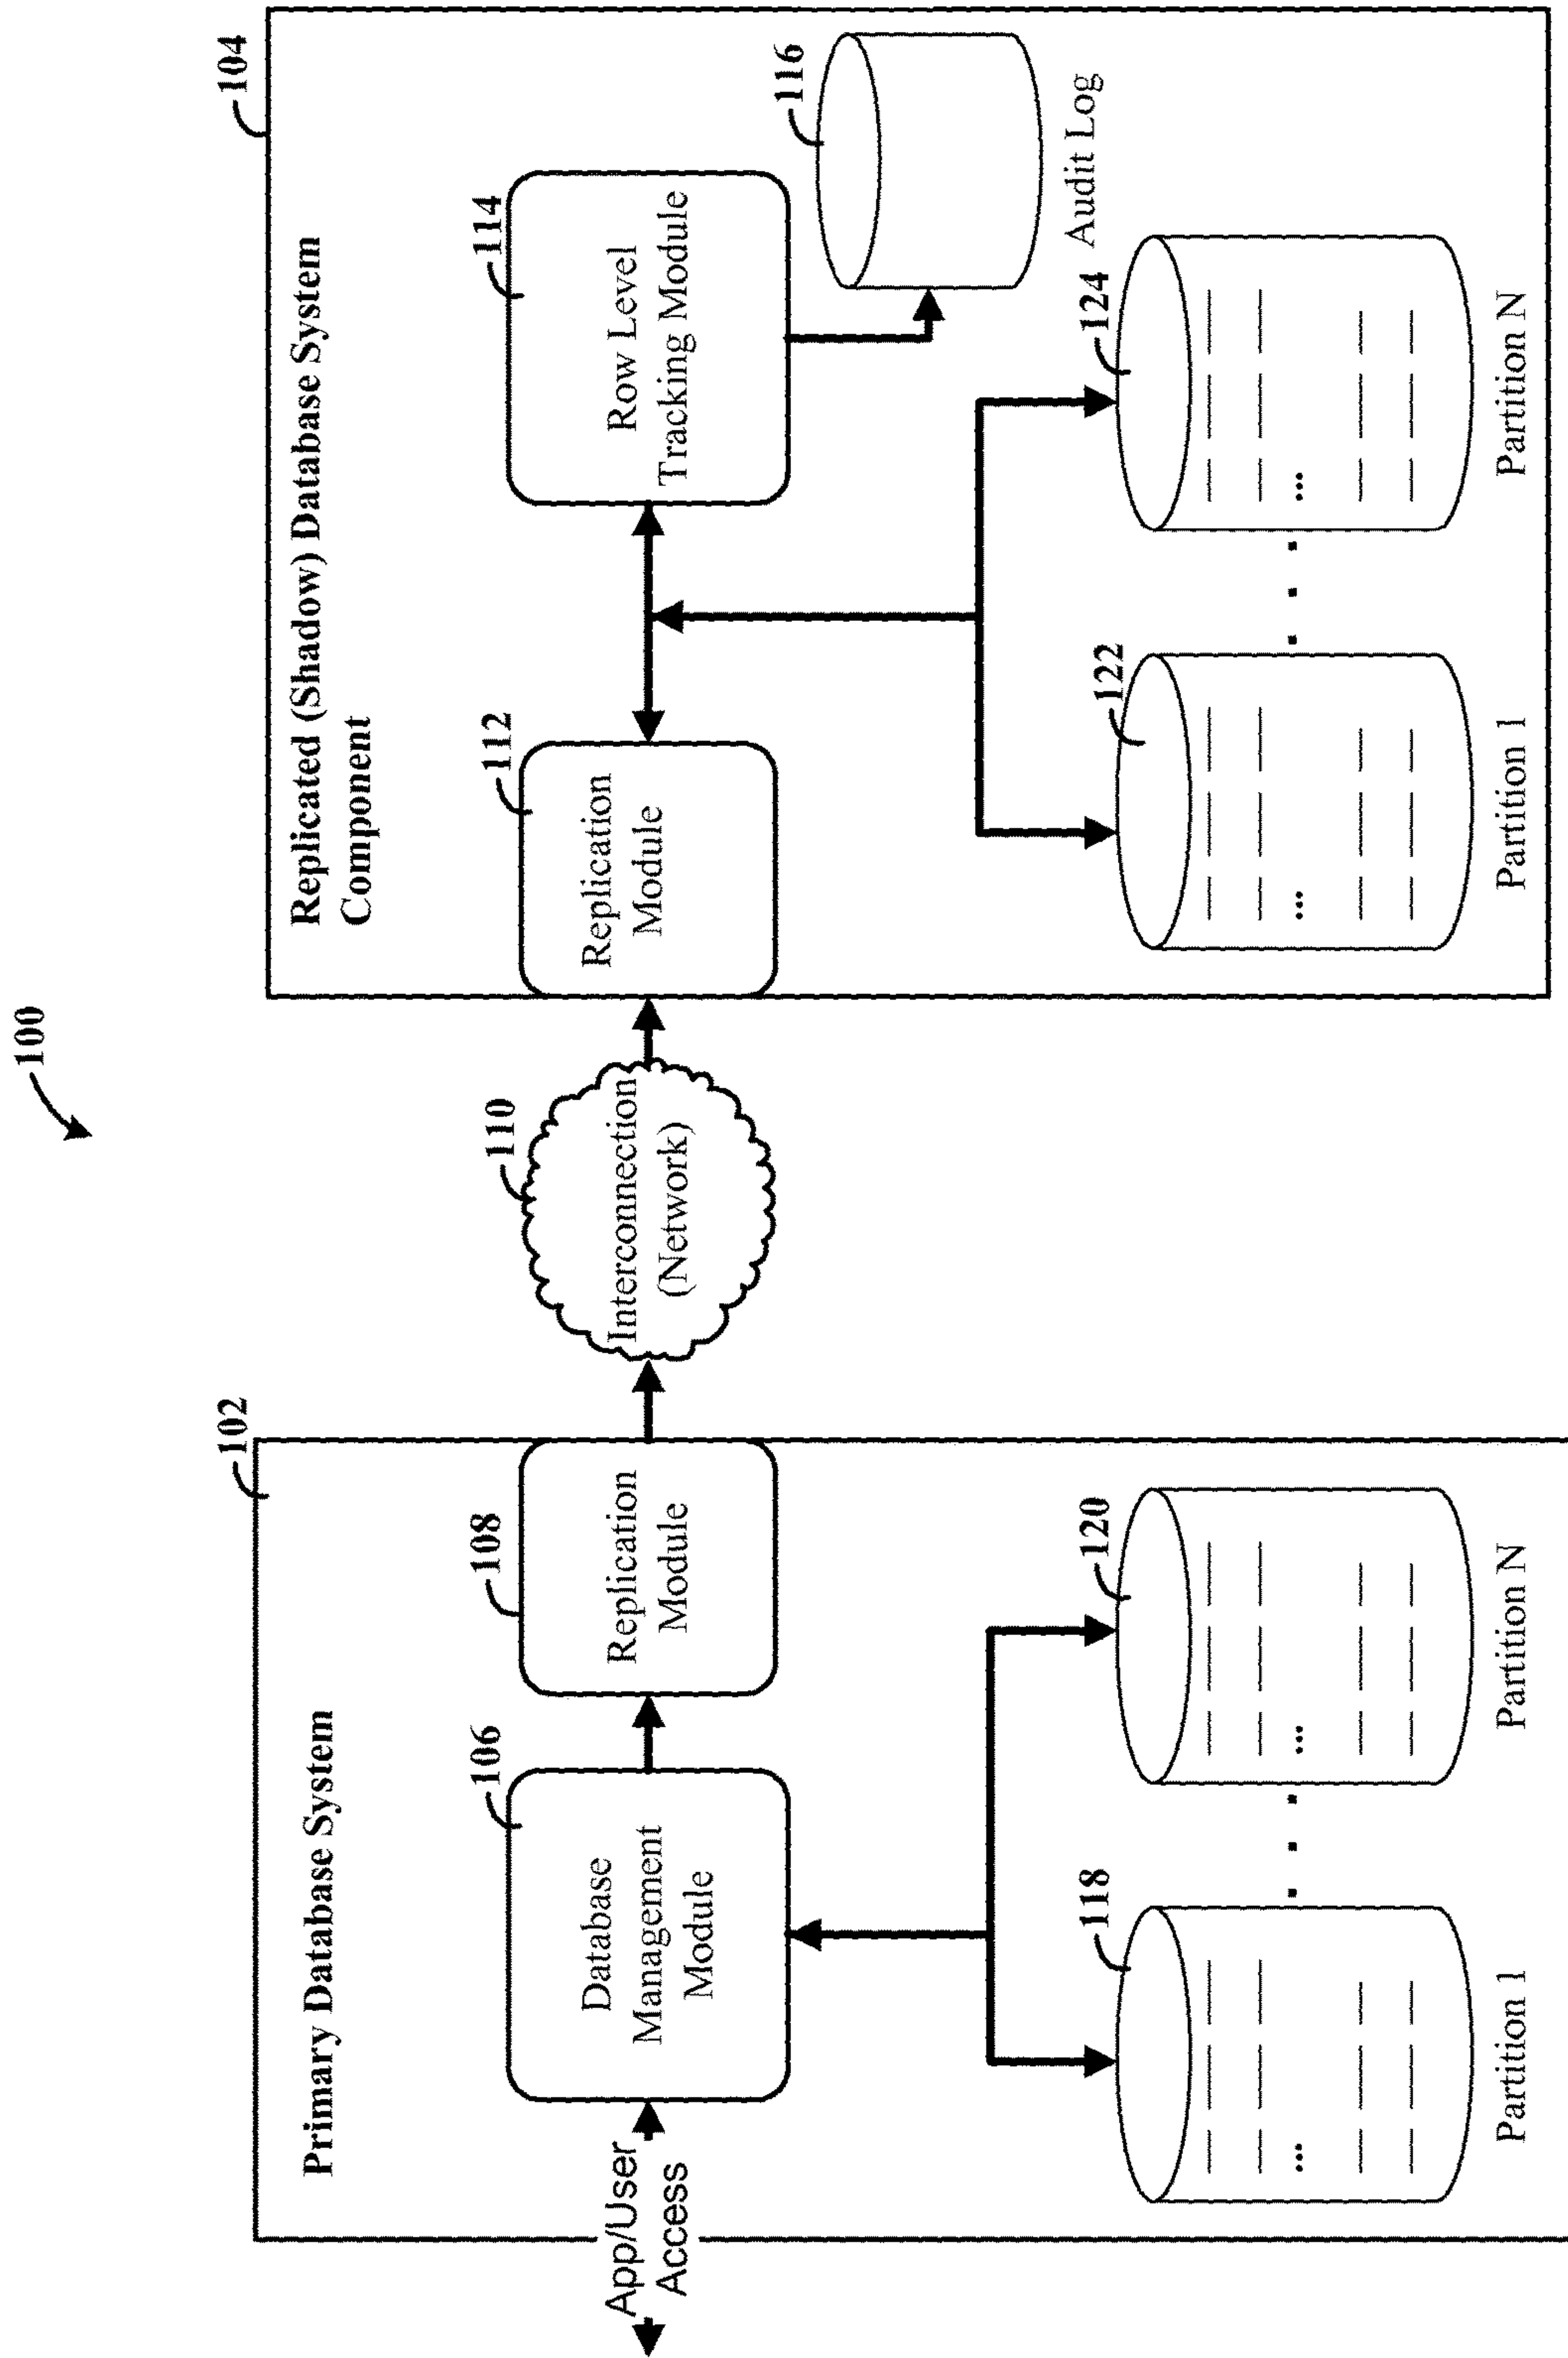 100
102
Primary Database System
App/User
Access
106
Database
Management
Module
108
Replication
Module
118
Partition 1
. . .
120
Partition N
110
Interconnection
(Network)
104
Replicated (Shadow) Database System
Component
112
Replication
Module
114
Row Level
Tracking Module
116
Audit Log
122
Partition 1
. . .
124
Partition N